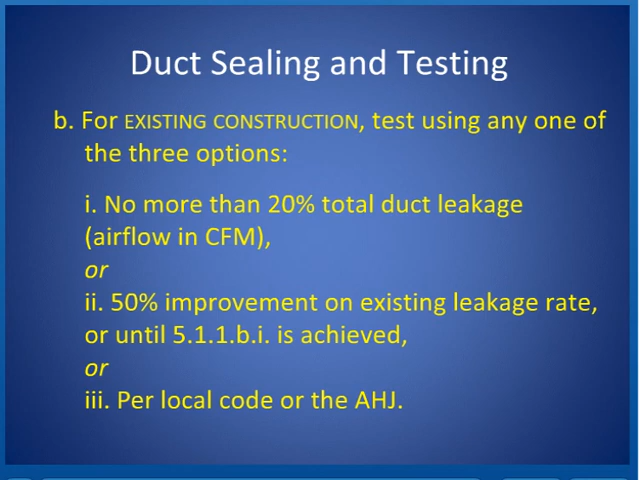 Duct Sealing and Testing
b. For EXISTING CONSTRUCTION, test using any one of
the three options:
i. No more than 20% total duct leakage
(airflow in CFM),
or
ii. 50% improvement on existing leakage rate,
or until 5.1.1.b.i. is achieved,
or
iii. Per local code or the AHJ.